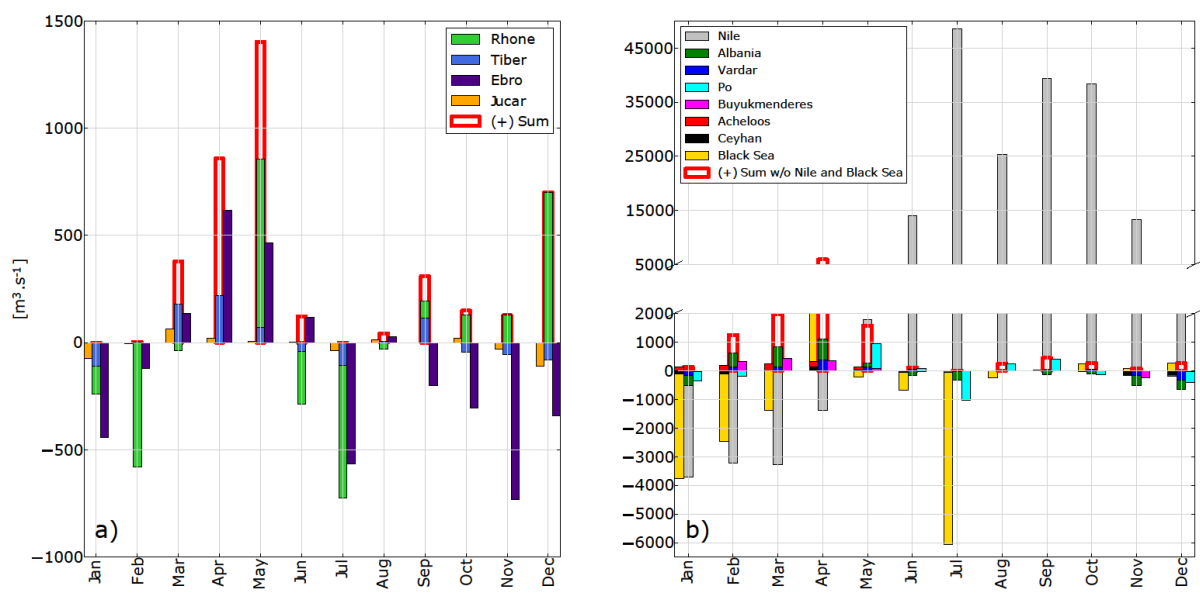 1500
1000
500
0
−500
−1000
[m³.s⁻¹]
Rhone
Tiber
Ebro
Jucar
(+) Sum
a)
Jan
Feb
Mar
Apr
May
Jun
Jul
Aug
Sep
Oct
Nov
Dec
45000
35000
25000
15000
5000
Nile
Albania
Vardar
Po
Buyukmenderes
Acheloos
Ceyhan
Black Sea
(+) Sum w/o Nile and Black Sea
2000
1000
0
−1000
−2000
−3000
−4000
−5000
−6000
b)
Jan
Feb
Mar
Apr
May
Jun
Jul
Aug
Sep
Oct
Nov
Dec